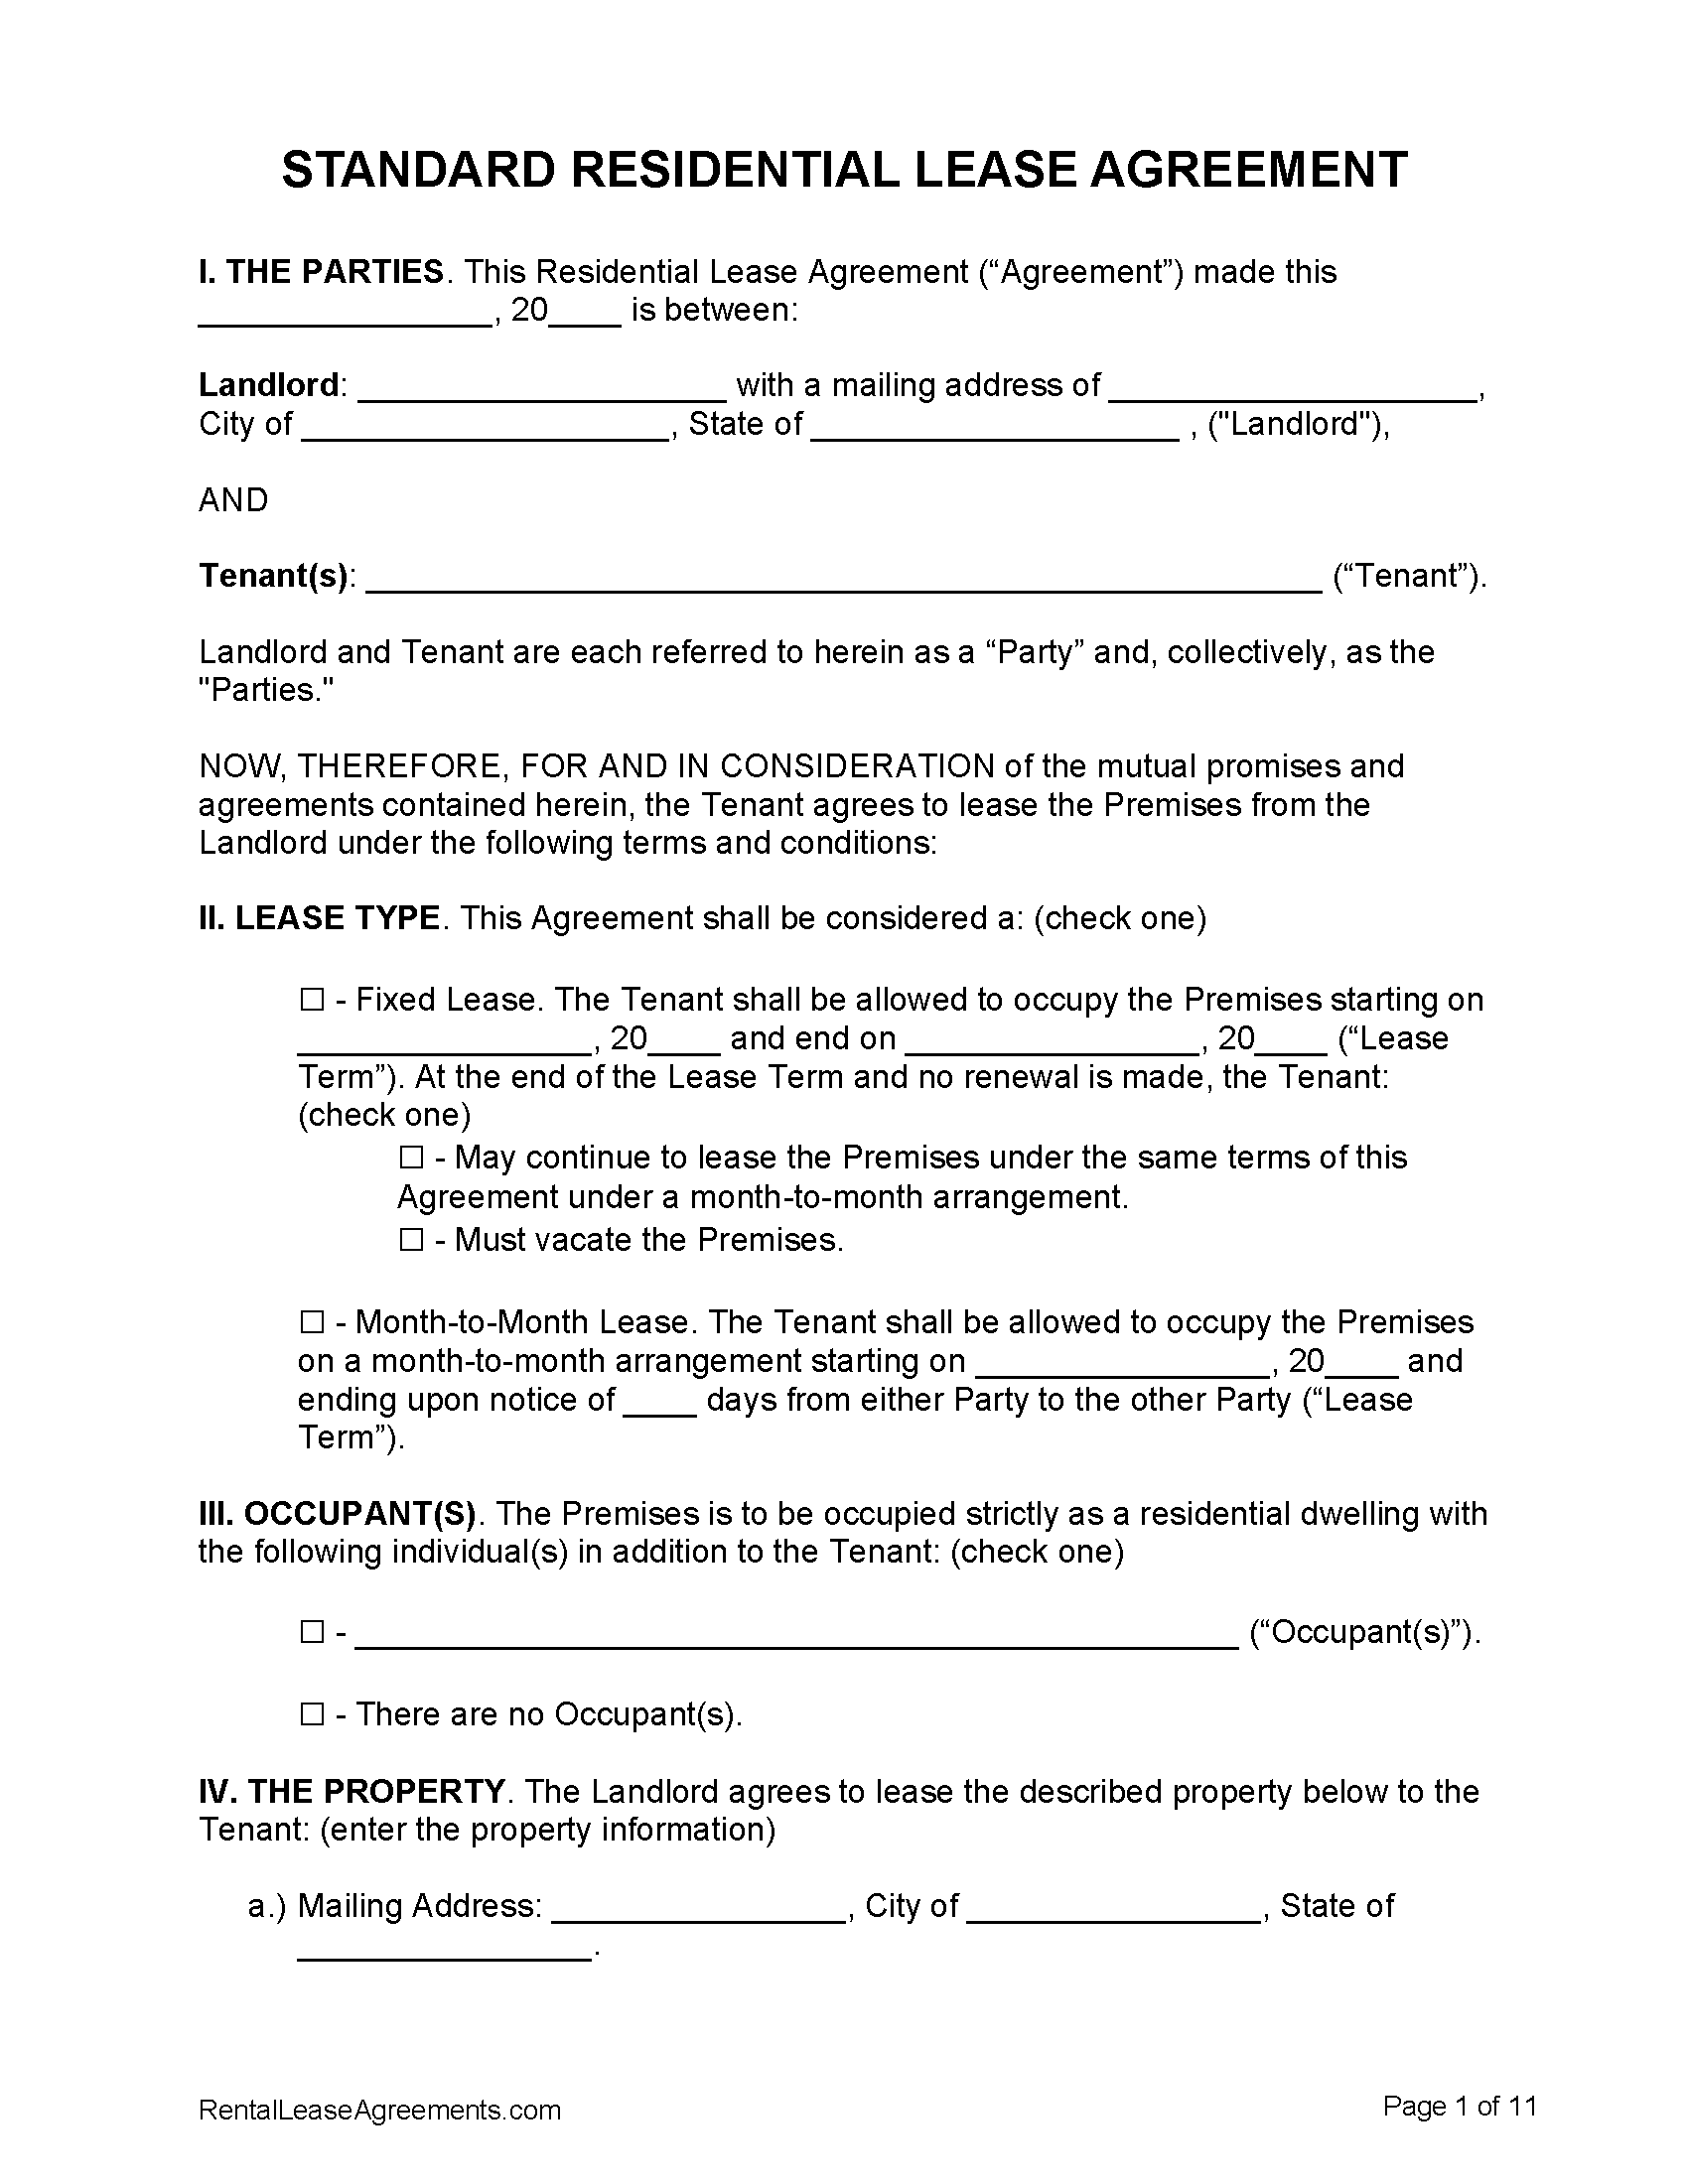 STANDARD RESIDENTIAL LEASE AGREEMENT
I. THE PARTIES. This Residential Lease Agreement (“Agreement”) made this
________________, 20____ is between:
Landlord: ____________________ with a mailing address of ____________________,
City of ____________________, State of ____________________ , ("Landlord"),
AND
Tenant(s): ____________________________________________________ (“Tenant”).
Landlord and Tenant are each referred to herein as a “Party” and, collectively, as the
"Parties."
NOW, THEREFORE, FOR AND IN CONSIDERATION of the mutual promises and
agreements contained herein, the Tenant agrees to lease the Premises from the
Landlord under the following terms and conditions:
II. LEASE TYPE. This Agreement shall be considered a: (check one)
☐ - Fixed Lease. The Tenant shall be allowed to occupy the Premises starting on
________________, 20____ and end on ________________, 20____ (“Lease
Term”). At the end of the Lease Term and no renewal is made, the Tenant:
(check one)
☐ - May continue to lease the Premises under the same terms of this
Agreement under a month-to-month arrangement.
☐ - Must vacate the Premises.
☐ - Month-to-Month Lease. The Tenant shall be allowed to occupy the Premises
on a month-to-month arrangement starting on ________________, 20____ and
ending upon notice of ____ days from either Party to the other Party (“Lease
Term”).
III. OCCUPANT(S). The Premises is to be occupied strictly as a residential dwelling with
the following individual(s) in addition to the Tenant: (check one)
☐ - ________________________________________________ (“Occupant(s)”).
☐ - There are no Occupant(s).
IV. THE PROPERTY. The Landlord agrees to lease the described property below to the
Tenant: (enter the property information)
a.) Mailing Address: ________________, City of ________________, State of
________________.
RentalLeaseAgreements.com
Page 1 of 11